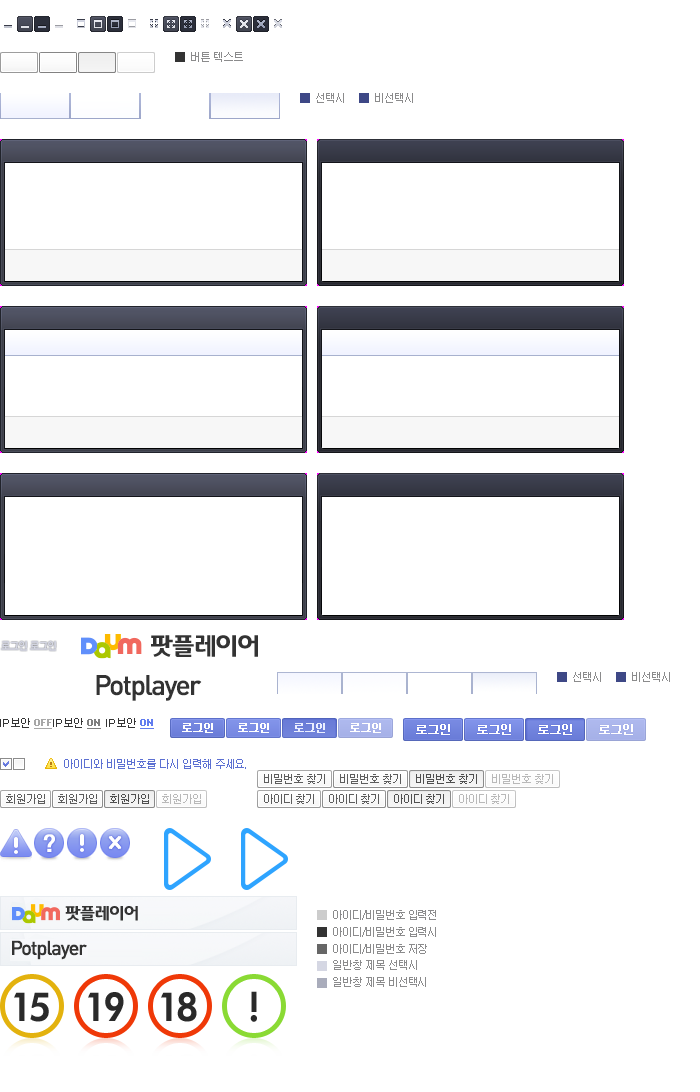 버튼 텍스트
선택시 비선택시
로그인 로그인
Daum 팟플레이어
Potplayer
선택시 비선택시
IP보안 OFF IP보안 ON IP보안 ON
로그인 로그인 로그인 로그인 로그인 로그인 로그인 로그인
아이디와 비밀번호를 다시 입력해 주세요.
비밀번호 찾기 비밀번호 찾기 비밀번호 찾기 비밀번호 찾기
회원가입 회원가입 회원가입 회원가입
아이디 찾기 아이디 찾기 아이디 찾기 아이디 찾기
Daum 팟플레이어
Potplayer
아이디/비밀번호 입력전
아이디/비밀번호 입력시
아이디/비밀번호 저장
일반창 제목 선택시
일반창 제목 비선택시
15 19 18 !